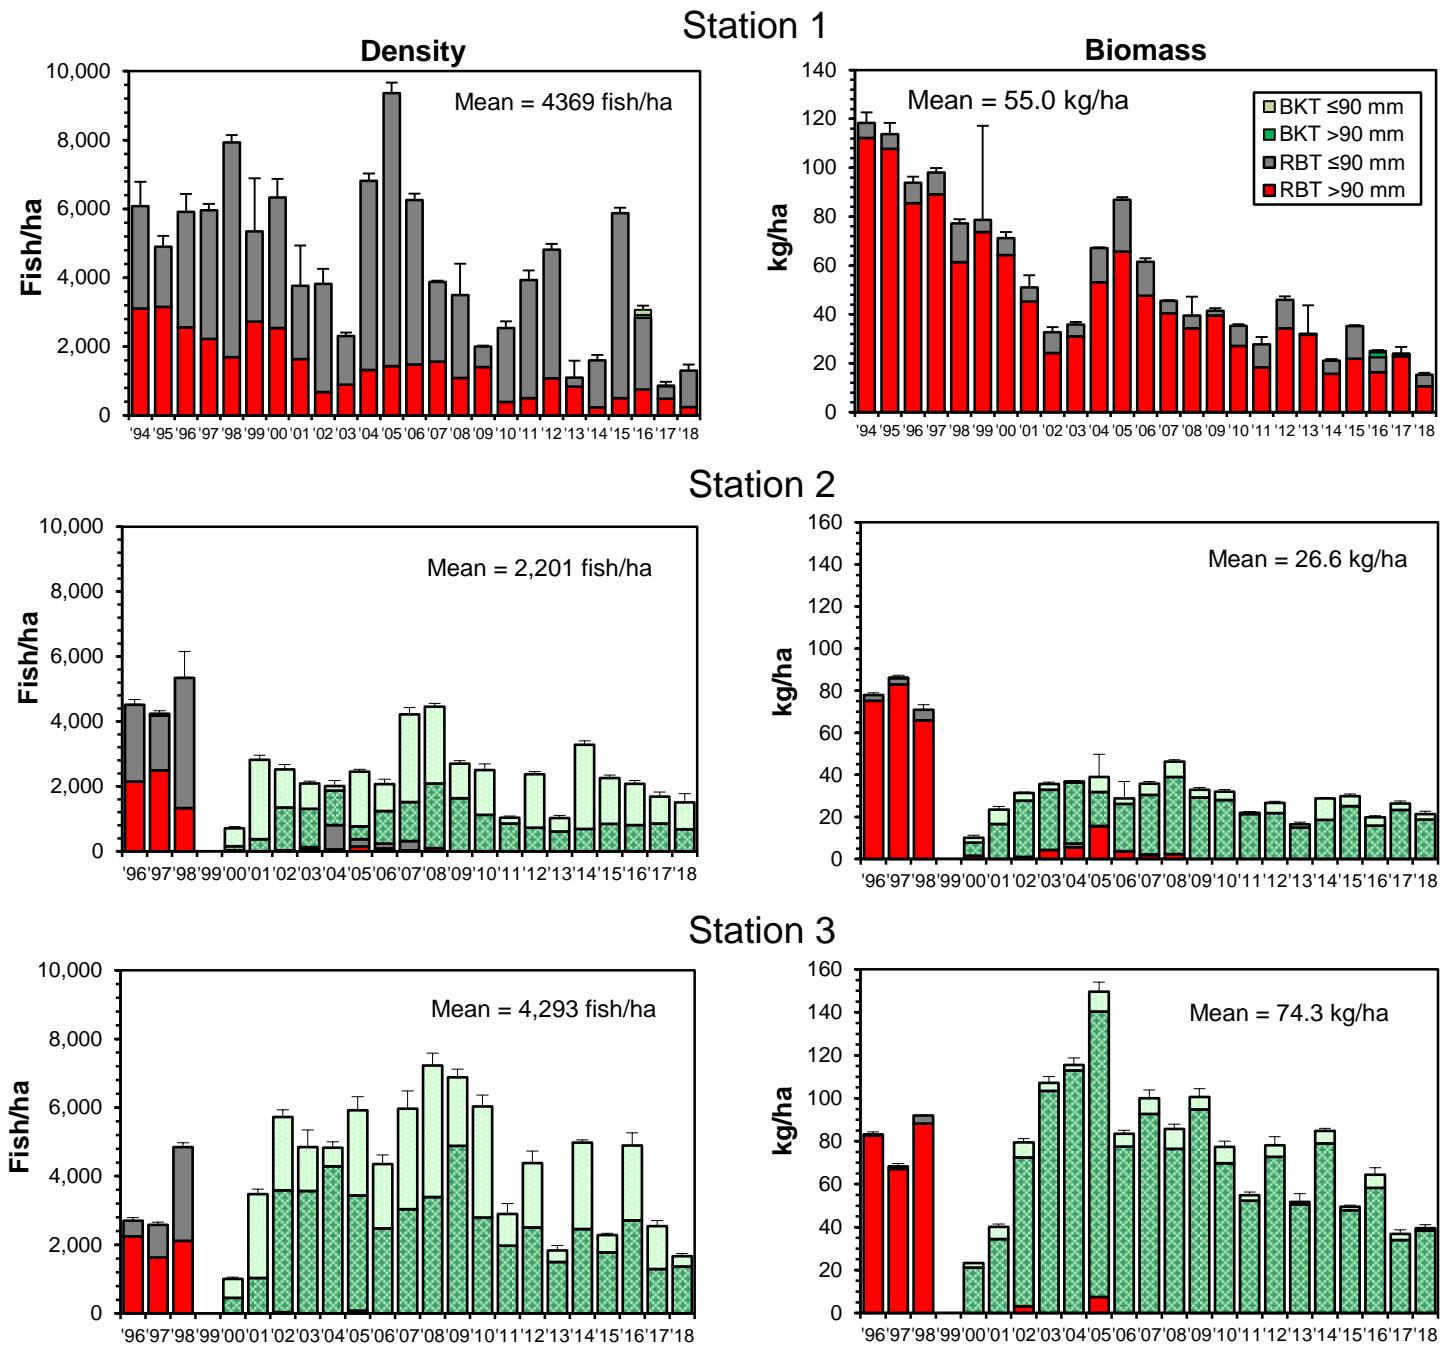 Station 1
Density
Biomass
Fish/ha
10,000
8,000
6,000
4,000
2,000
0
Mean = 4369 fish/ha
'94 '95 '96 '97 '98 '99 '00 '01 '02 '03 '04 '05 '06 '07 '08 '09 '10 '11 '12 '13 '14 '15 '16 '17 '18
kg/ha
140
120
100
80
60
40
20
0
Mean = 55.0 kg/ha
BKT ≤90 mm
BKT >90 mm
RBT ≤90 mm
RBT >90 mm
'94 '95 '96 '97 '98 '99 '00 '01 '02 '03 '04 '05 '06 '07 '08 '09 '10 '11 '12 '13 '14 '15 '16 '17 '18
Station 2
Fish/ha
10,000
8,000
6,000
4,000
2,000
0
Mean = 2,201 fish/ha
'96 '97 '98 '99 '00 '01 '02 '03 '04 '05 '06 '07 '08 '09 '10 '11 '12 '13 '14 '15 '16 '17 '18
kg/ha
160
140
120
100
80
60
40
20
0
Mean = 26.6 kg/ha
'96 '97 '98 '99 '00 '01 '02 '03 '04 '05 '06 '07 '08 '09 '10 '11 '12 '13 '14 '15 '16 '17 '18
Station 3
Fish/ha
10,000
8,000
6,000
4,000
2,000
0
Mean = 4,293 fish/ha
'96 '97 '98 '99 '00 '01 '02 '03 '04 '05 '06 '07 '08 '09 '10 '11 '12 '13 '14 '15 '16 '17 '18
kg/ha
160
140
120
100
80
60
40
20
0
Mean = 74.3 kg/ha
'96 '97 '98 '99 '00 '01 '02 '03 '04 '05 '06 '07 '08 '09 '10 '11 '12 '13 '14 '15 '16 '17 '18